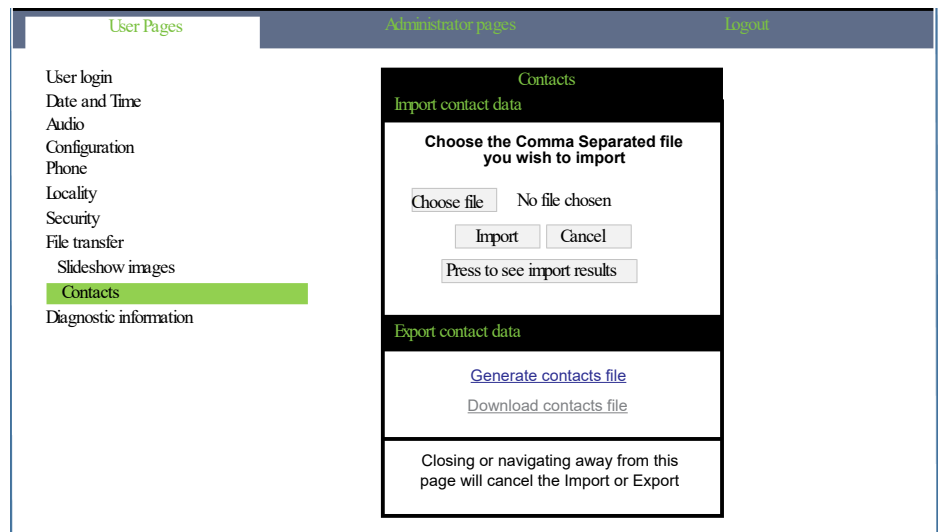 User Pages Administrator pages Logout
User login
Date and Time
Audio
Configuration
Phone
Locality
Security
File transfer
Slideshow images
Contacts
Diagnostic information
Contacts
Import contact data
Choose the Comma Separated file
you wish to import
Choose file No file chosen
Import Cancel
Press to see import results
Export contact data
Generate contacts file
Download contacts file
Closing or navigating away from this
page will cancel the Import or Export